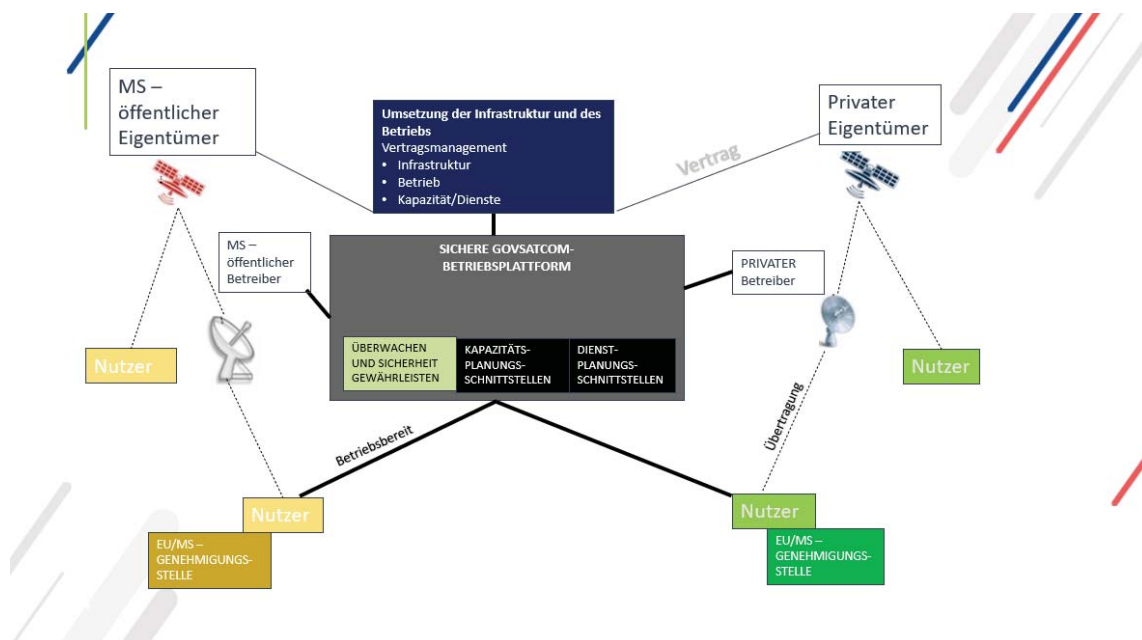 MS –
öffentlicher
Eigentümer
Umsetzung der Infrastruktur und des
Betriebs
Vertragsmanagement
• Infrastruktur
• Betrieb
• Kapazität/Dienste
Vertrag
Privater
Eigentümer
MS –
öffentlicher
Betreiber
SICHERE GOVSATCOM-
BETRIEBSPLATTFORM
PRIVATER
Betreiber
ÜBERWACHEN
UND SICHERHEIT
GEWÄHRLEISTEN
KAPAZITÄTS-
PLANUNGS-
SCHNITTSTELLEN
DIENST-
PLANUNGS-
SCHNITTSTELLEN
Nutzer
Nutzer
Betriebsbereit
Übertragung
Nutzer
EU/MS –
GENEHMIGUNGS-
STELLE
Nutzer
EU/MS –
GENEHMIGUNGS-
STELLE